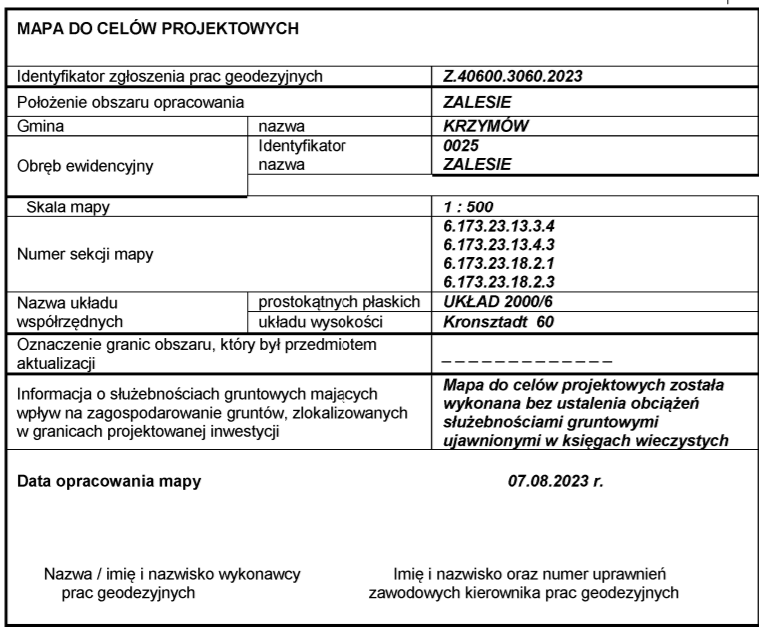 MAPA DO CELÓW PROJEKTOWYCH
Identyfikator zgłoszenia prac geodezyjnych Z.40600.3060.2023
Położenie obszaru opracowania ZALESIE
Gmina nazwa KRZYMÓW
Obręb ewidencyjny Identyfikator 0025
nazwa ZALESIE
Skala mapy 1 : 500
Numer sekcji mapy 6.173.23.13.3.4
6.173.23.13.4.3
6.173.23.18.2.1
6.173.23.18.2.3
Nazwa układu współrzędnych prostokątnych płaskich UKŁAD 2000/6
układu wysokości Kronsztadt 60
Oznaczenie granic obszaru, który był przedmiotem
aktualizacji _ _ _ _ _ _ _ _ _ _ _ _ _
Informacja o służebnościach gruntowych mających
wpływ na zagospodarowanie gruntów, zlokalizowanych
w granicach projektowanej inwestycji
Mapa do celów projektowych została
wykonana bez ustalenia obciążeń
służebnościami gruntowymi
ujawnionymi w księgach wieczystych
Data opracowania mapy 07.08.2023 r.
Nazwa / imię i nazwisko wykonawcy
prac geodezyjnych
Imię i nazwisko oraz numer uprawnień
zawodowych kierownika prac geodezyjnych